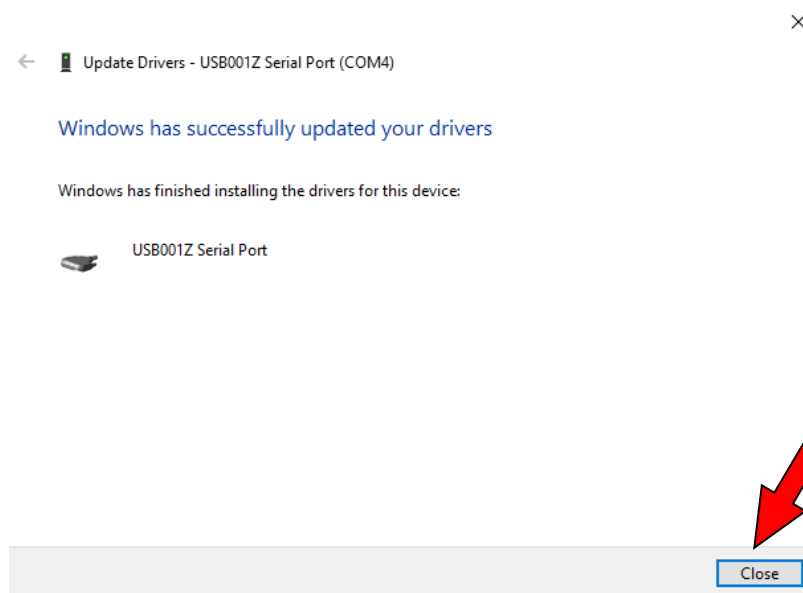 Update Drivers - USB001Z Serial Port (COM4)
Windows has successfully updated your drivers
Windows has finished installing the drivers for this device:
USB001Z Serial Port
Close